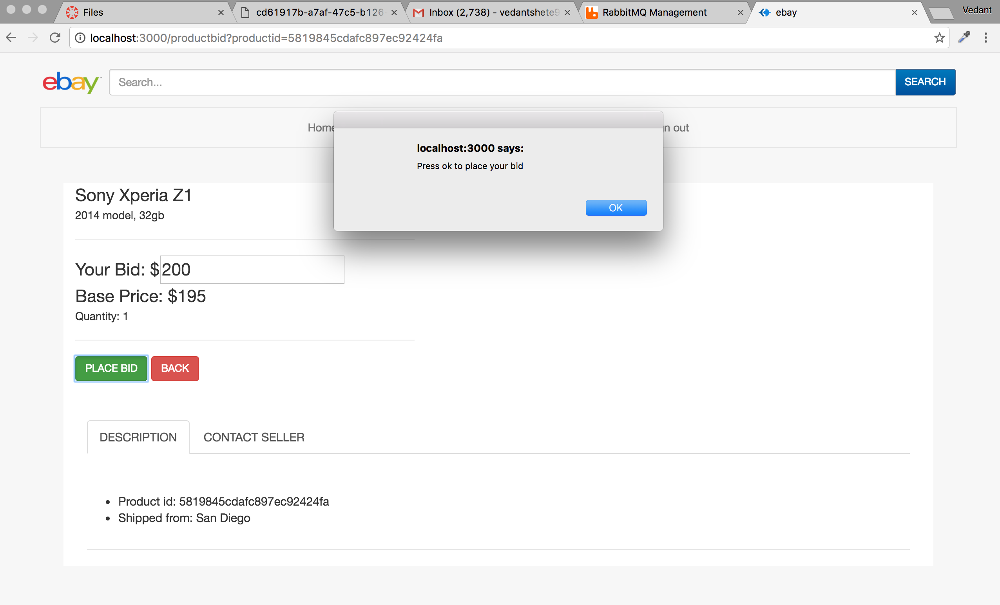 Files
cd61917b-a7af-47c5-b126-
Inbox (2,738) - vedantshete9
RabbitMQ Management
ebay
Vedant
localhost:3000/productbid?productid=5819845cdafc897ec92424fa
ebay™
Search...
SEARCH
Home
n out
localhost:3000 says:
Press ok to place your bid
OK
Sony Xperia Z1
2014 model, 32gb
Your Bid: $200
Base Price: $195
Quantity: 1
PLACE BID
BACK
DESCRIPTION
CONTACT SELLER
Product id: 5819845cdafc897ec92424fa
Shipped from: San Diego